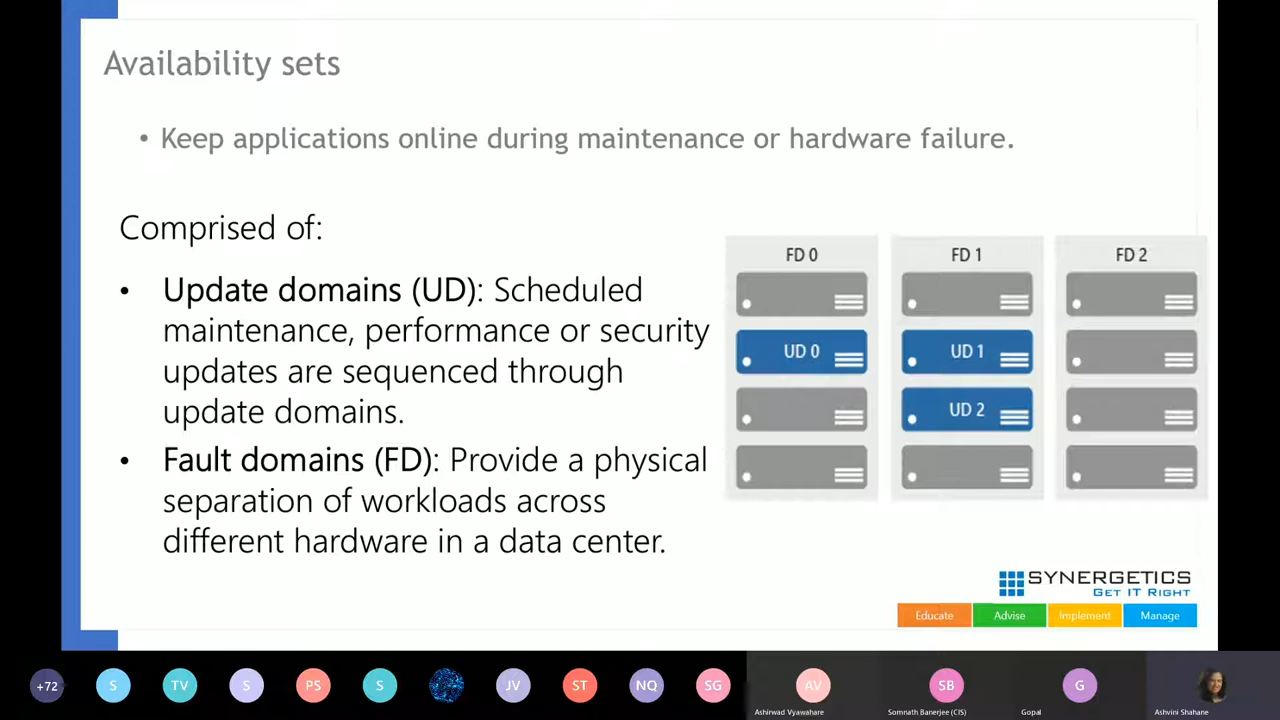 Availability sets
• Keep applications online during maintenance or hardware failure.
Comprised of:
• Update domains (UD): Scheduled
maintenance, performance or security
updates are sequenced through
update domains.
• Fault domains (FD): Provide a physical
separation of workloads across
different hardware in a data center.
FD 0
FD 1
FD 2
UD 0
UD 1
UD 2
SYNERGETICS
GET IT RIGHT
Educate
Advise
Implement
Manage
+72
S
TV
S
PS
S
JV
ST
NQ
SG
AV
SB
G
Ashirwad Vyawahare
Somnath Banerjee (CIS)
Gopal
Ashvini Shahane